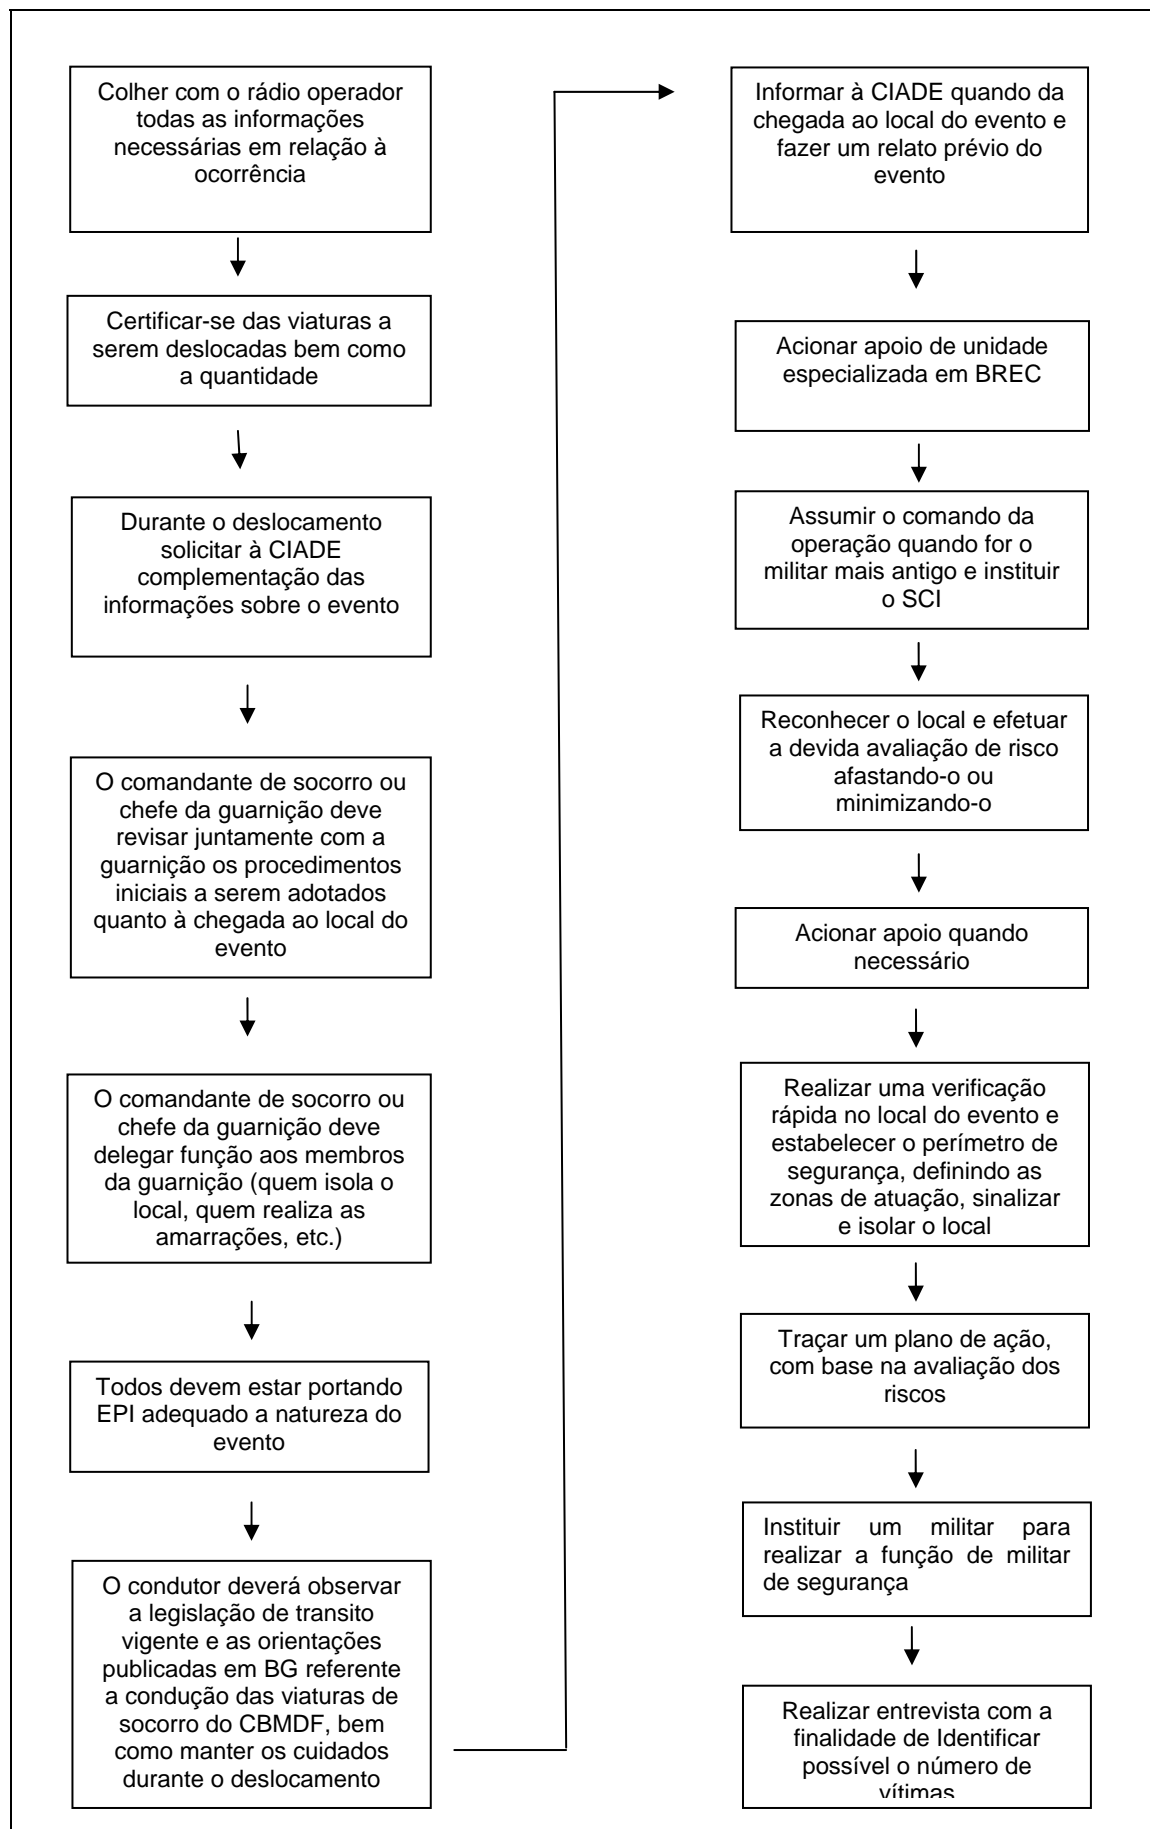 Colher com o rádio operador
todas as informações
necessárias em relação à
ocorrência
Certificar-se das viaturas a
serem deslocadas bem como
a quantidade
Durante o deslocamento
solicitar à CIADE
complementação das
informações sobre o evento
O comandante de socorro ou
chefe da guarnição deve
revisar juntamente com a
guarnição os procedimentos
iniciais a serem adotados
quanto à chegada ao local do
evento
O comandante de socorro ou
chefe da guarnição deve
delegar função aos membros
da guarnição (quem isola o
local, quem realiza as
amarrações, etc.)
Todos devem estar portando
EPI adequado a natureza do
evento
O condutor deverá observar
a legislação de transito
vigente e as orientações
publicadas em BG referente
a condução das viaturas de
socorro do CBMDF, bem
como manter os cuidados
durante o deslocamento
Informar à CIADE quando da
chegada ao local do evento e
fazer um relato prévio do
evento
Acionar apoio de unidade
especializada em BREC
Assumir o comando da
operação quando for o
militar mais antigo e instituir
o SCI
Reconhecer o local e efetuar
a devida avaliação de risco
afastando-o ou
minimizando-o
Acionar apoio quando
necessário
Realizar uma verificação
rápida no local do evento e
estabelecer o perímetro de
segurança, definindo as
zonas de atuação, sinalizar
e isolar o local
Traçar um plano de ação,
com base na avaliação dos
riscos
Instituir um militar para
realizar a função de militar
de segurança
Realizar entrevista com a
finalidade de Identificar
possível o número de
vítimas